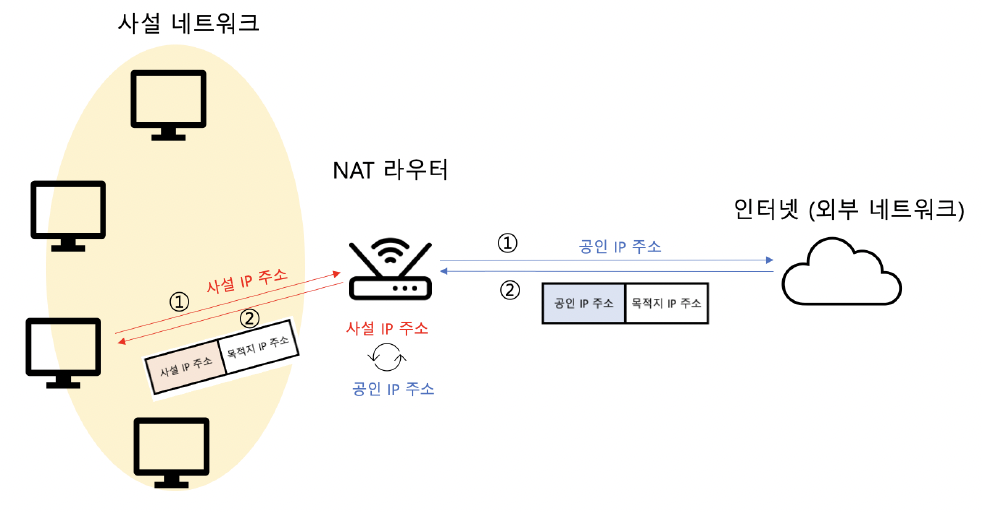 사설 네트워크
NAT 라우터
인터넷 (외부 네트워크)
① 공인 IP 주소
②
공인 IP 주소 목적지 IP 주소
① 사설 IP 주소
②
사설 IP 주소 목적지 IP 주소
사설 IP 주소
공인 IP 주소